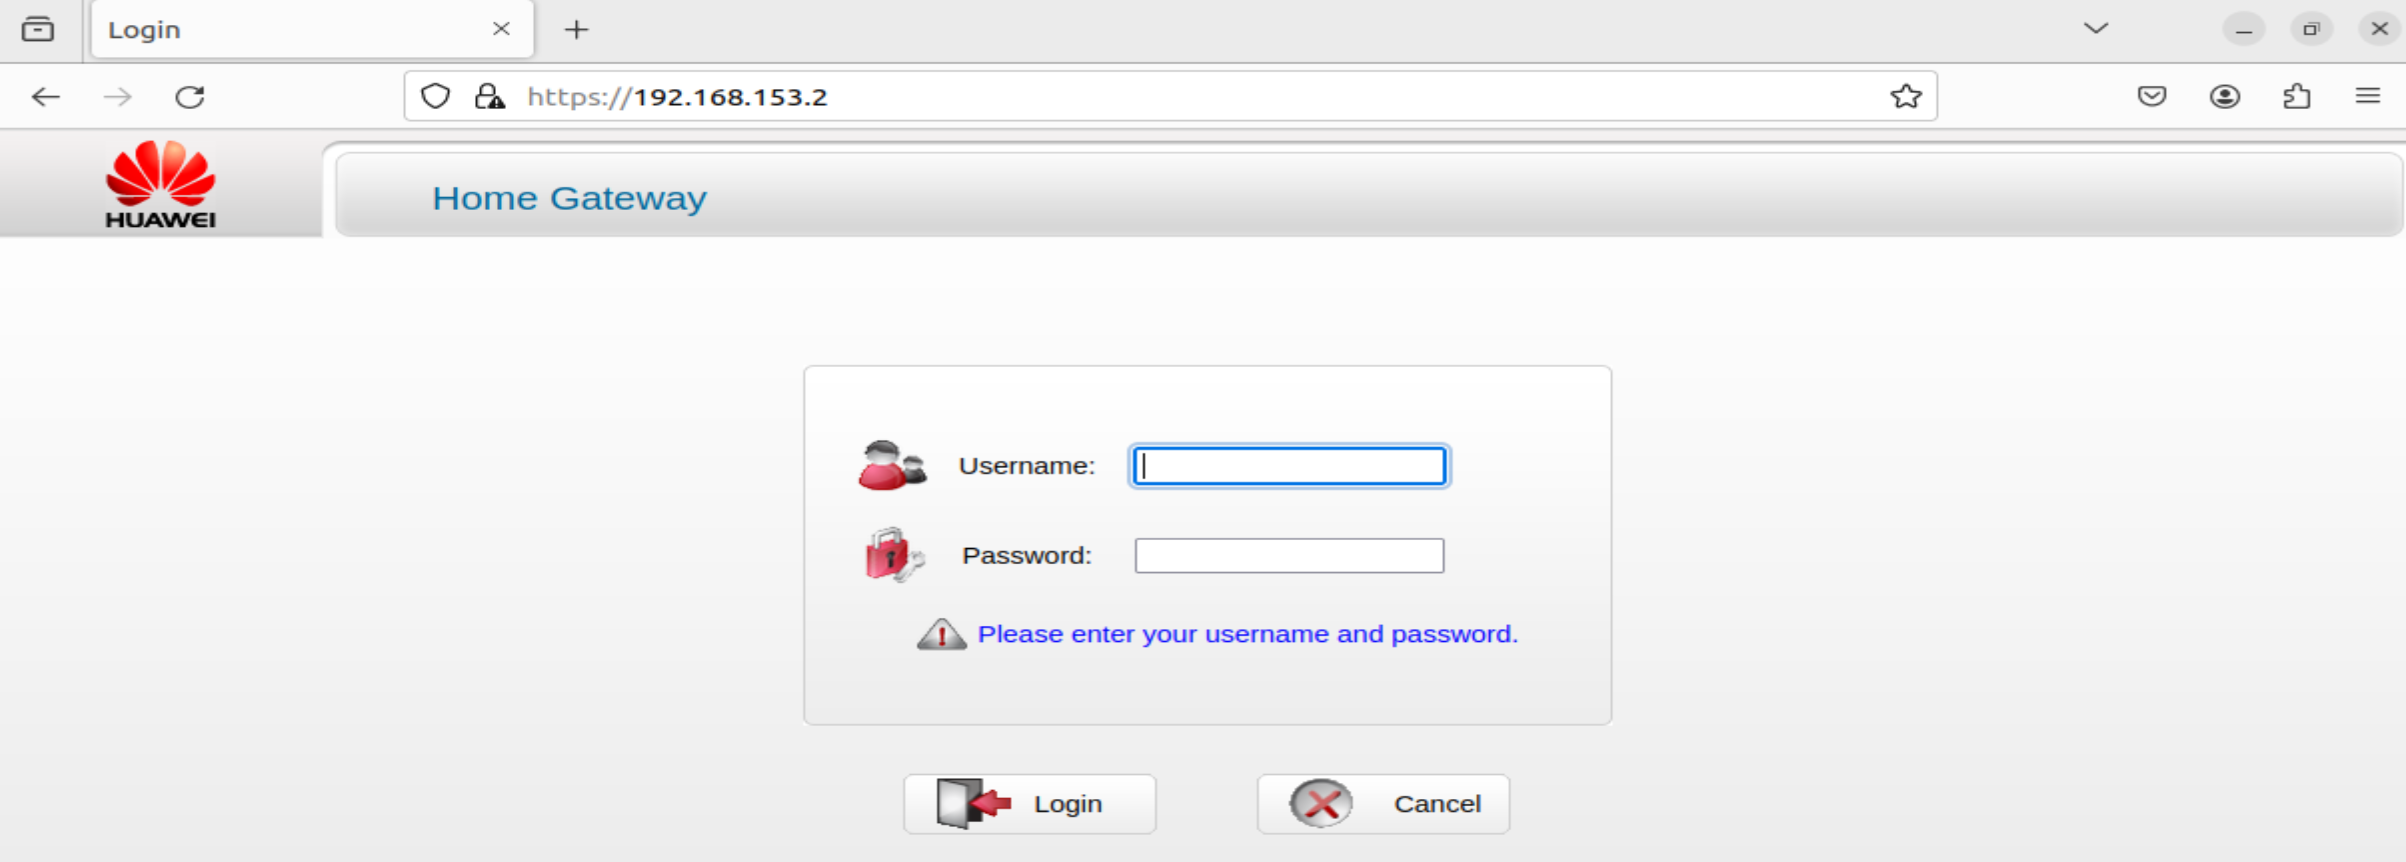 Login
https://192.168.153.2
HUAWEI
Home Gateway
Username:
Password:
Please enter your username and password.
Login
Cancel